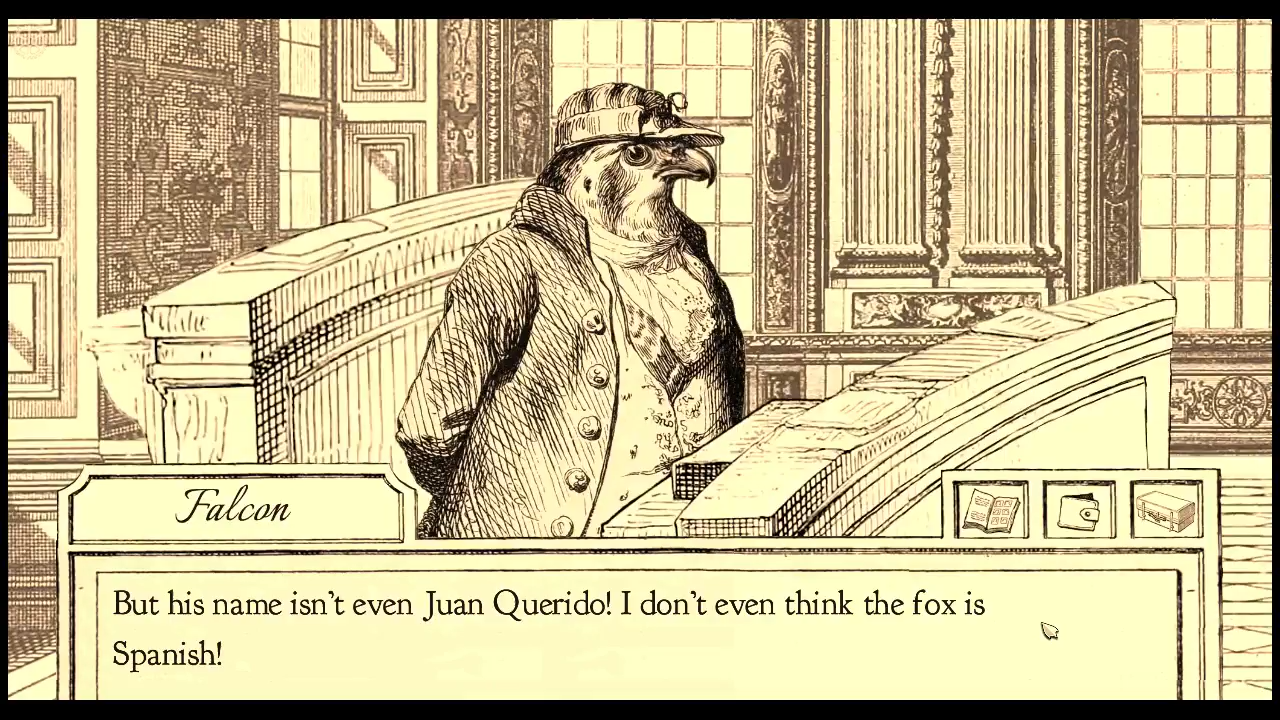 Falcon
But his name isn't even Juan Querido! I don't even think the fox is
Spanish!